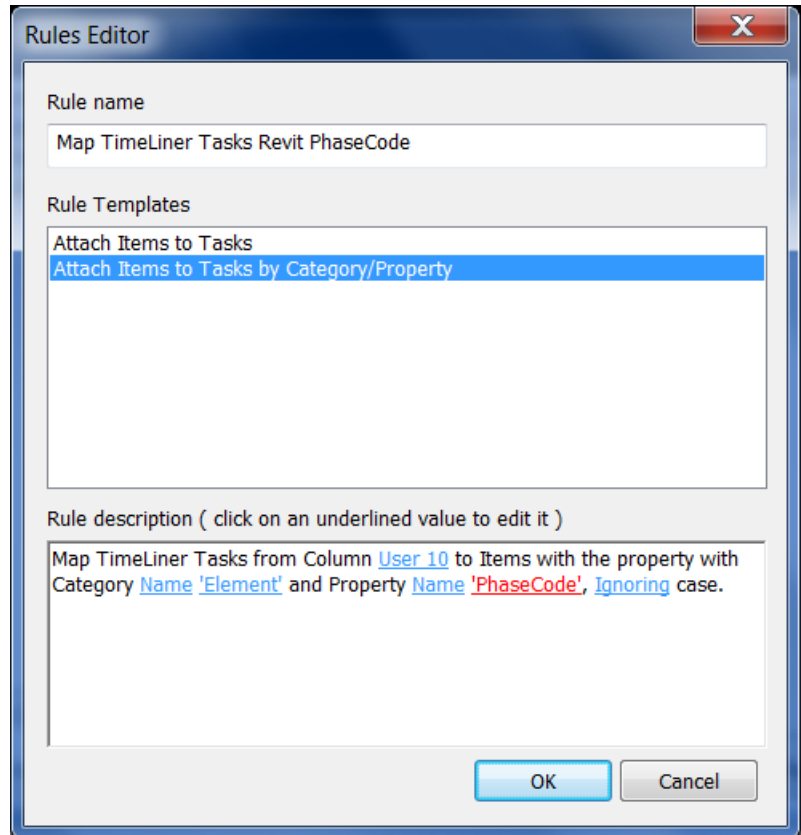 Rules Editor
Rule name
Map TimeLiner Tasks Revit PhaseCode
Rule Templates
Attach Items to Tasks
Attach Items to Tasks by Category/Property
Rule description ( click on an underlined value to edit it )
Map TimeLiner Tasks from Column User 10 to Items with the property with
Category Name 'Element' and Property Name 'PhaseCode', Ignoring case.
OK Cancel